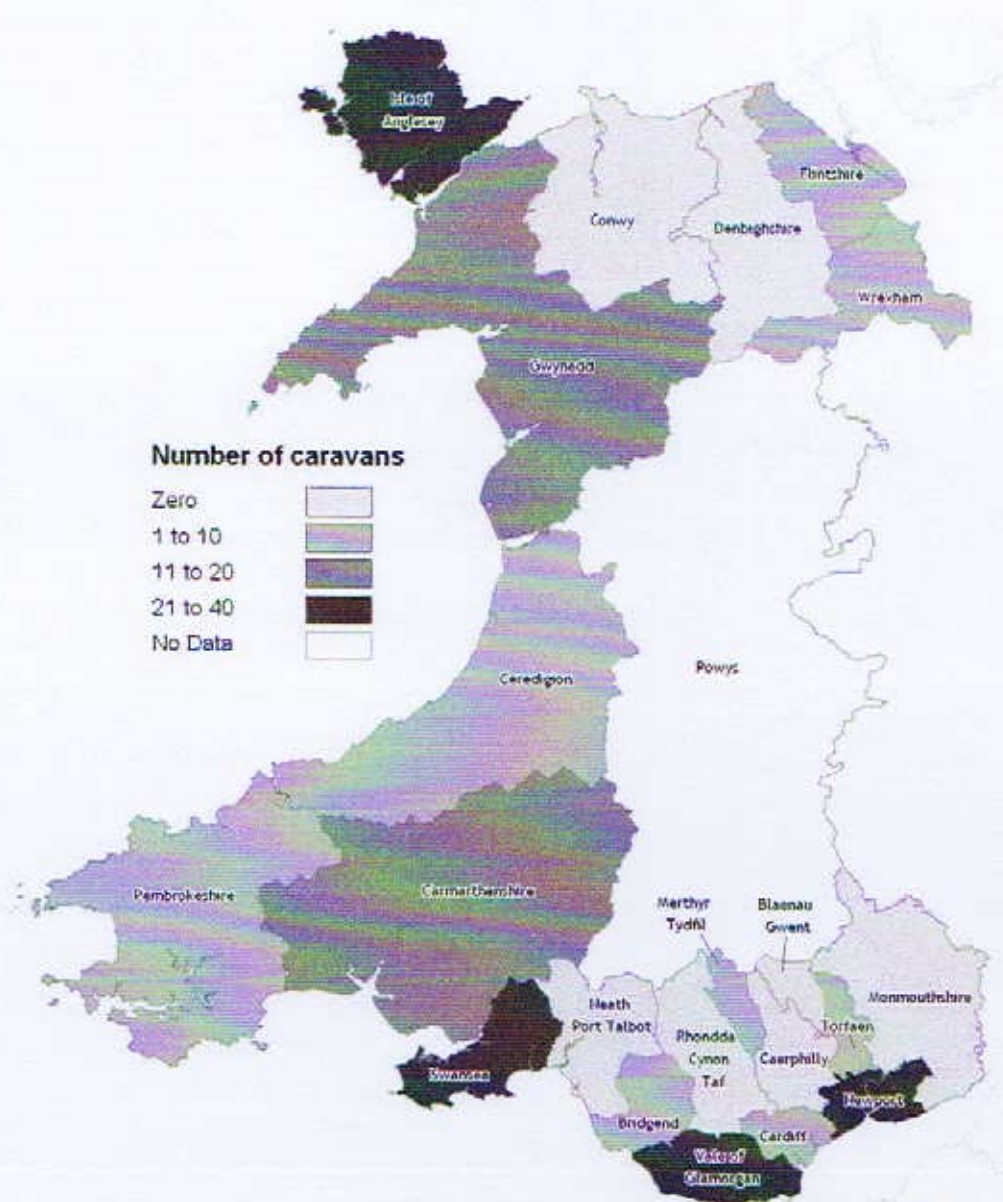 Isle of
Anglesey
Flintshire
Conwy
Denbighshire
Wrexham
Gwynedd
Number of caravans
Zero
1 to 10
11 to 20
21 to 40
No Data
Ceredigion
Powys
Pembrokeshire
Carmarthenshire
Merthyr
Tydfil
Blaenau
Gwent
Monmouthshire
Neath
Port Talbot
Torfaen
Rhondda
Cynon
Taf
Caerphilly
Swansea
Newport
Bridgend
Cardiff
Vale of
Glamorgan